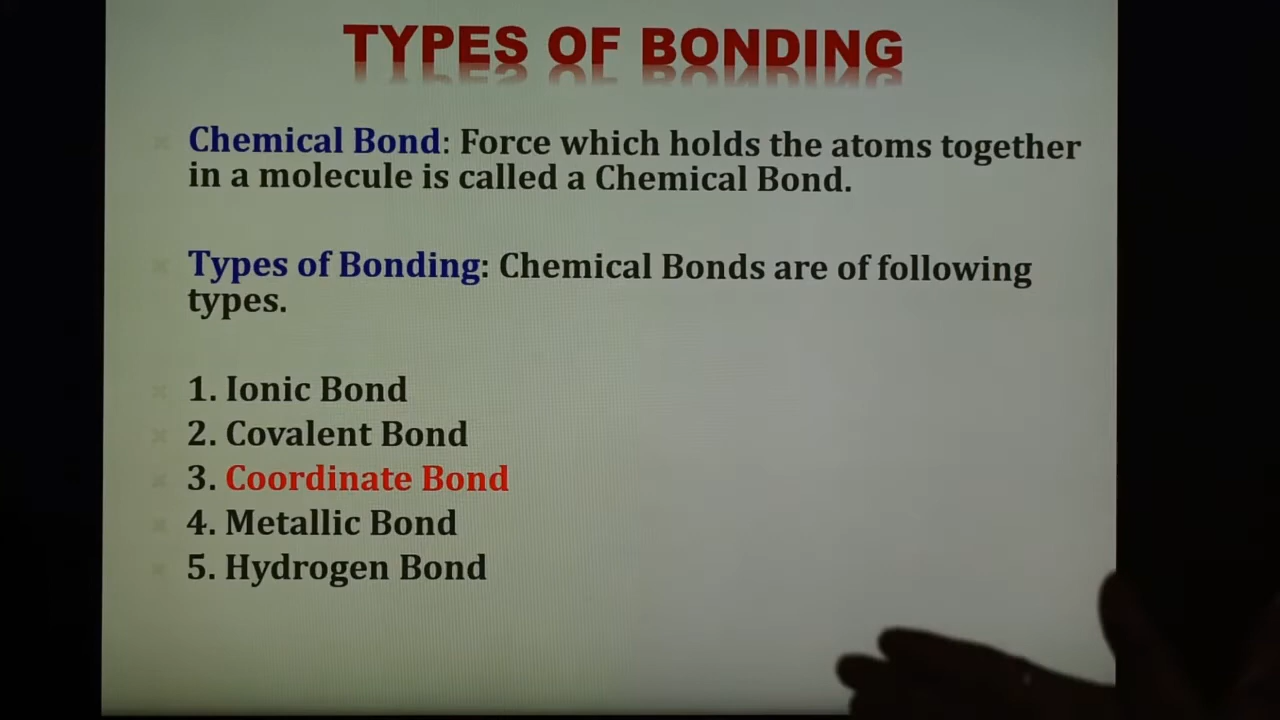 TYPES OF BONDING
Chemical Bond: Force which holds the atoms together
in a molecule is called a Chemical Bond.
Types of Bonding: Chemical Bonds are of following
types.
1. Ionic Bond
2. Covalent Bond
3. Coordinate Bond
4. Metallic Bond
5. Hydrogen Bond